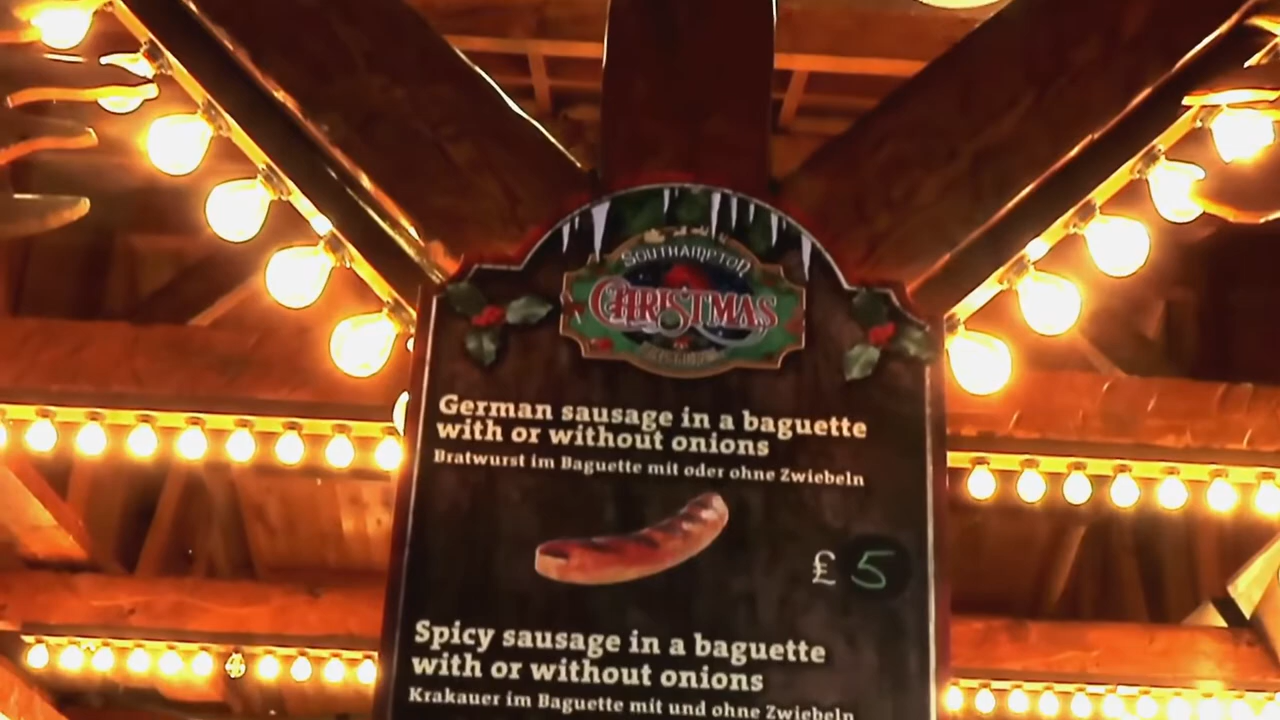 SOUTHAMPTON
CHRISTMAS
German sausage in a baguette
with or without onions
Bratwurst im Baguette mit oder ohne Zwiebeln
£ 5
Spicy sausage in a baguette
with or without onions
Krakauer im Baguette mit und ohne Zwiebeln